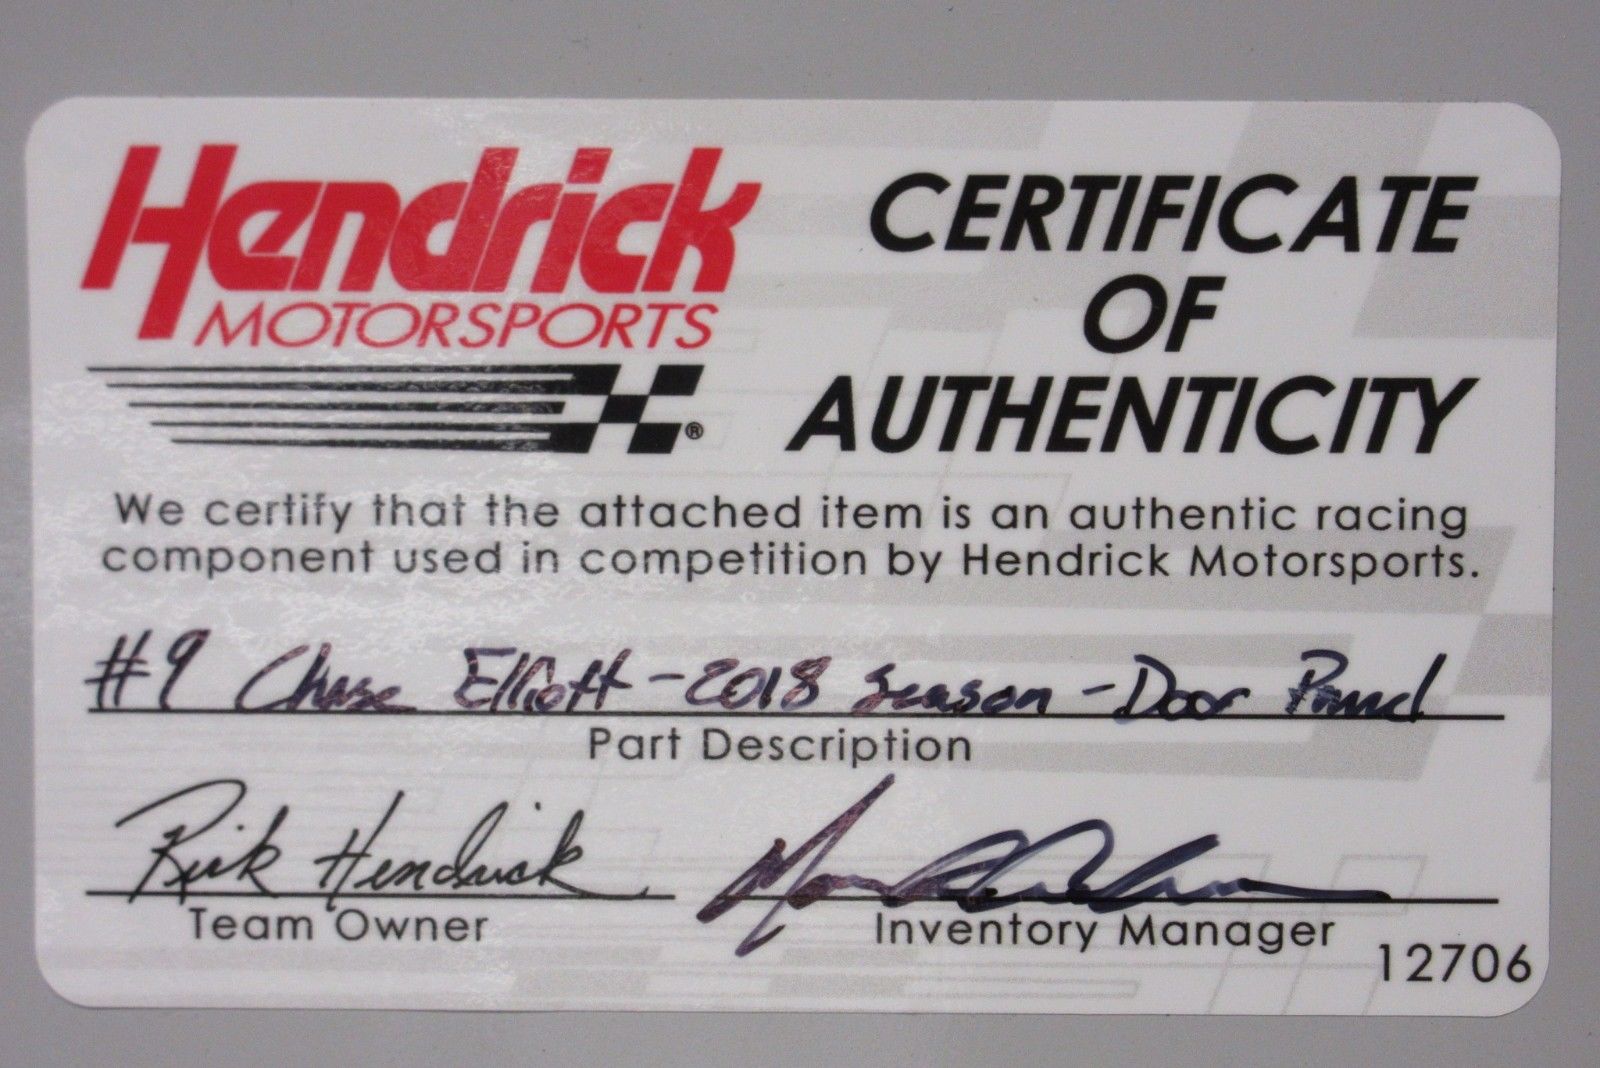 Hendrick
MOTORSPORTS
®
CERTIFICATE
OF
AUTHENTICITY
We certify that the attached item is an authentic racing
component used in competition by Hendrick Motorsports.
#9 Chase Elliott - 2018 Season - Door Panel
Part Description
Rick Hendrick
Team Owner
Inventory Manager
12706